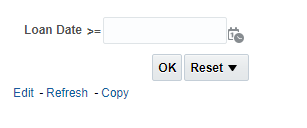 Loan Date >=
OK Reset
Edit - Refresh - Copy